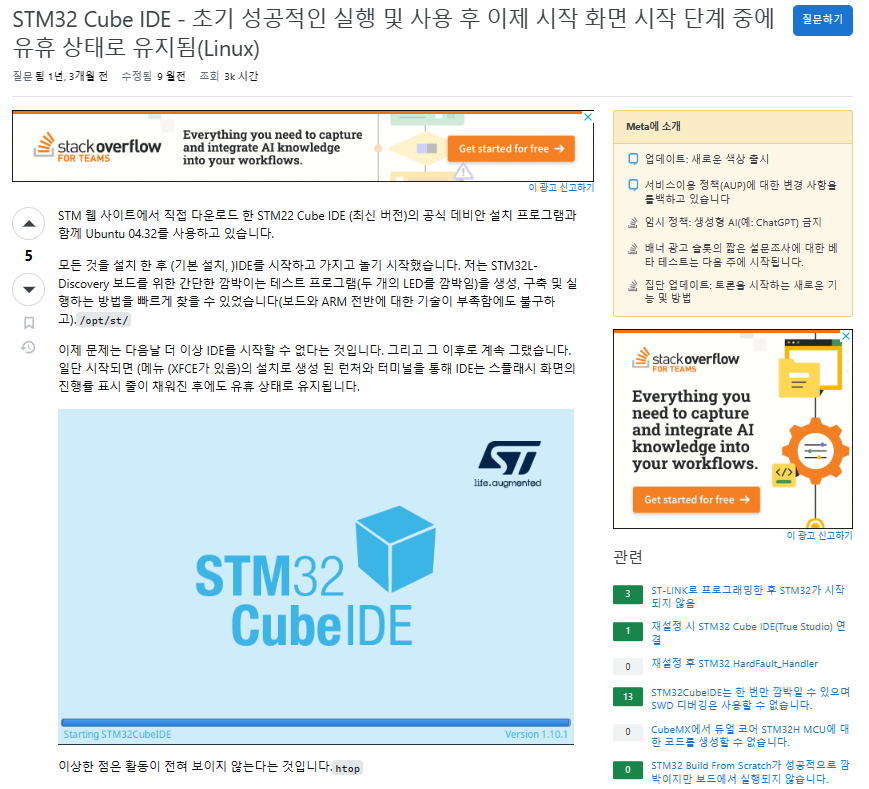 STM32 Cube IDE - 초기 성공적인 실행 및 사용 후 이제 시작 화면 시작 단계 중에
유휴 상태로 유지됨(Linux)
질문하기
질문 됨 1년, 3개월 전 수정됨 9 월전 조회 3k 시간
stackoverflow
FOR TEAMS
Everything you need to capture
and integrate AI knowledge
into your workflows.
Get started for free →
이 광고 신고하기
5
STM 웹 사이트에서 직접 다운로드 한 STM22 Cube IDE (최신 버전)의 공식 데비안 설치 프로그램과
함께 Ubuntu 04.32를 사용하고 있습니다.
모든 것을 설치 한 후 (기본 설치, )IDE를 시작하고 가지고 놀기 시작했습니다. 저는 STM32L-
Discovery 보드를 위한 간단한 깜박이는 테스트 프로그램(두 개의 LED를 깜박임)을 생성, 구축 및 실
행하는 방법을 빠르게 찾을 수 있었습니다(보드와 ARM 전반에 대한 기술이 부족함에도 불구하
고). /opt/st/
이제 문제는 다음날 더 이상 IDE를 시작할 수 없다는 것입니다. 그리고 그 이후로 계속 그랬습니다.
일단 시작되면 (메뉴 (XFCE가 있음)의 설치로 생성 된 런처와 터미널을 통해 IDE는 스플래시 화면의
진행률 표시 줄이 채워진 후에도 유휴 상태로 유지됩니다.
ST
life.augmented
STM32
CubeIDE
Starting STM32CubeIDE
Version 1.10.1
이상한 점은 활동이 전혀 보이지 않는다는 것입니다. htop
Meta에 소개
업데이트: 새로운 색상 출시
서비스이용 정책(AUP)에 대한 변경 사항을
롤백하고 있습니다
임시 정책: 생성형 AI(예: ChatGPT) 금지
배너 광고 슬롯의 짧은 설문조사에 대한 베
타 테스트는 다음 주에 시작됩니다.
집단 업데이트: 토론을 시작하는 새로운 기
능 및 방법
stackoverflow
FOR TEAMS
Everything you
need to capture
and integrate AI
knowledge into
your workflows.
Get started for free →
이 광고 신고하기
관련
3 ST-LINK로 프로그래밍한 후 STM32가 시작
되지 않음
1 재설정 시 STM32 Cube IDE(True Studio) 연
결
0 재설정 후 STM32 HardFault_Handler
13 STM32CubeIDE는 한 번만 깜박일 수 있으며
SWD 디버깅은 사용할 수 없습니다.
0 CubeMX에서 듀얼 코어 STM32H MCU에 대
한 코드를 생성할 수 없습니다.
0 STM32 Build From Scratch가 성공적으로 깜
박이지만 보드에서 실행되지 않습니다.